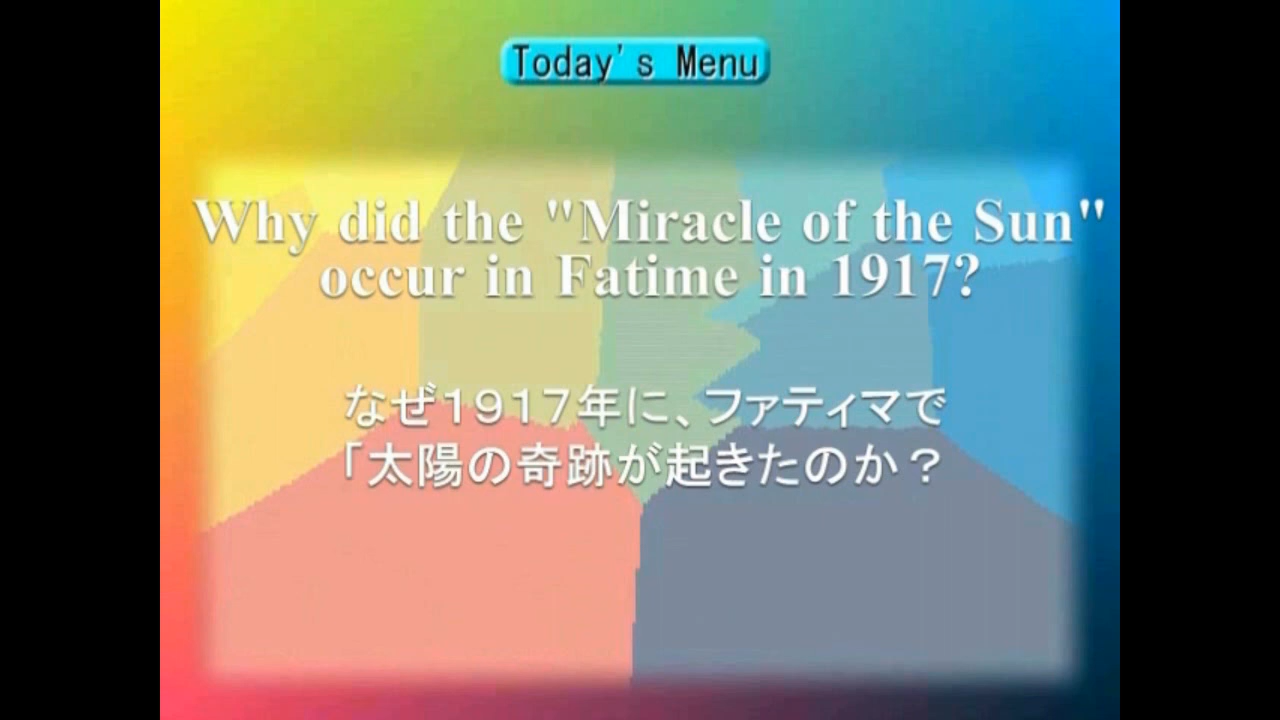 Today's Menu
Why did the "Miracle of the Sun"
occur in Fatime in 1917?
なぜ１９１７年に、ファティマで
「太陽の奇跡が起きたのか？